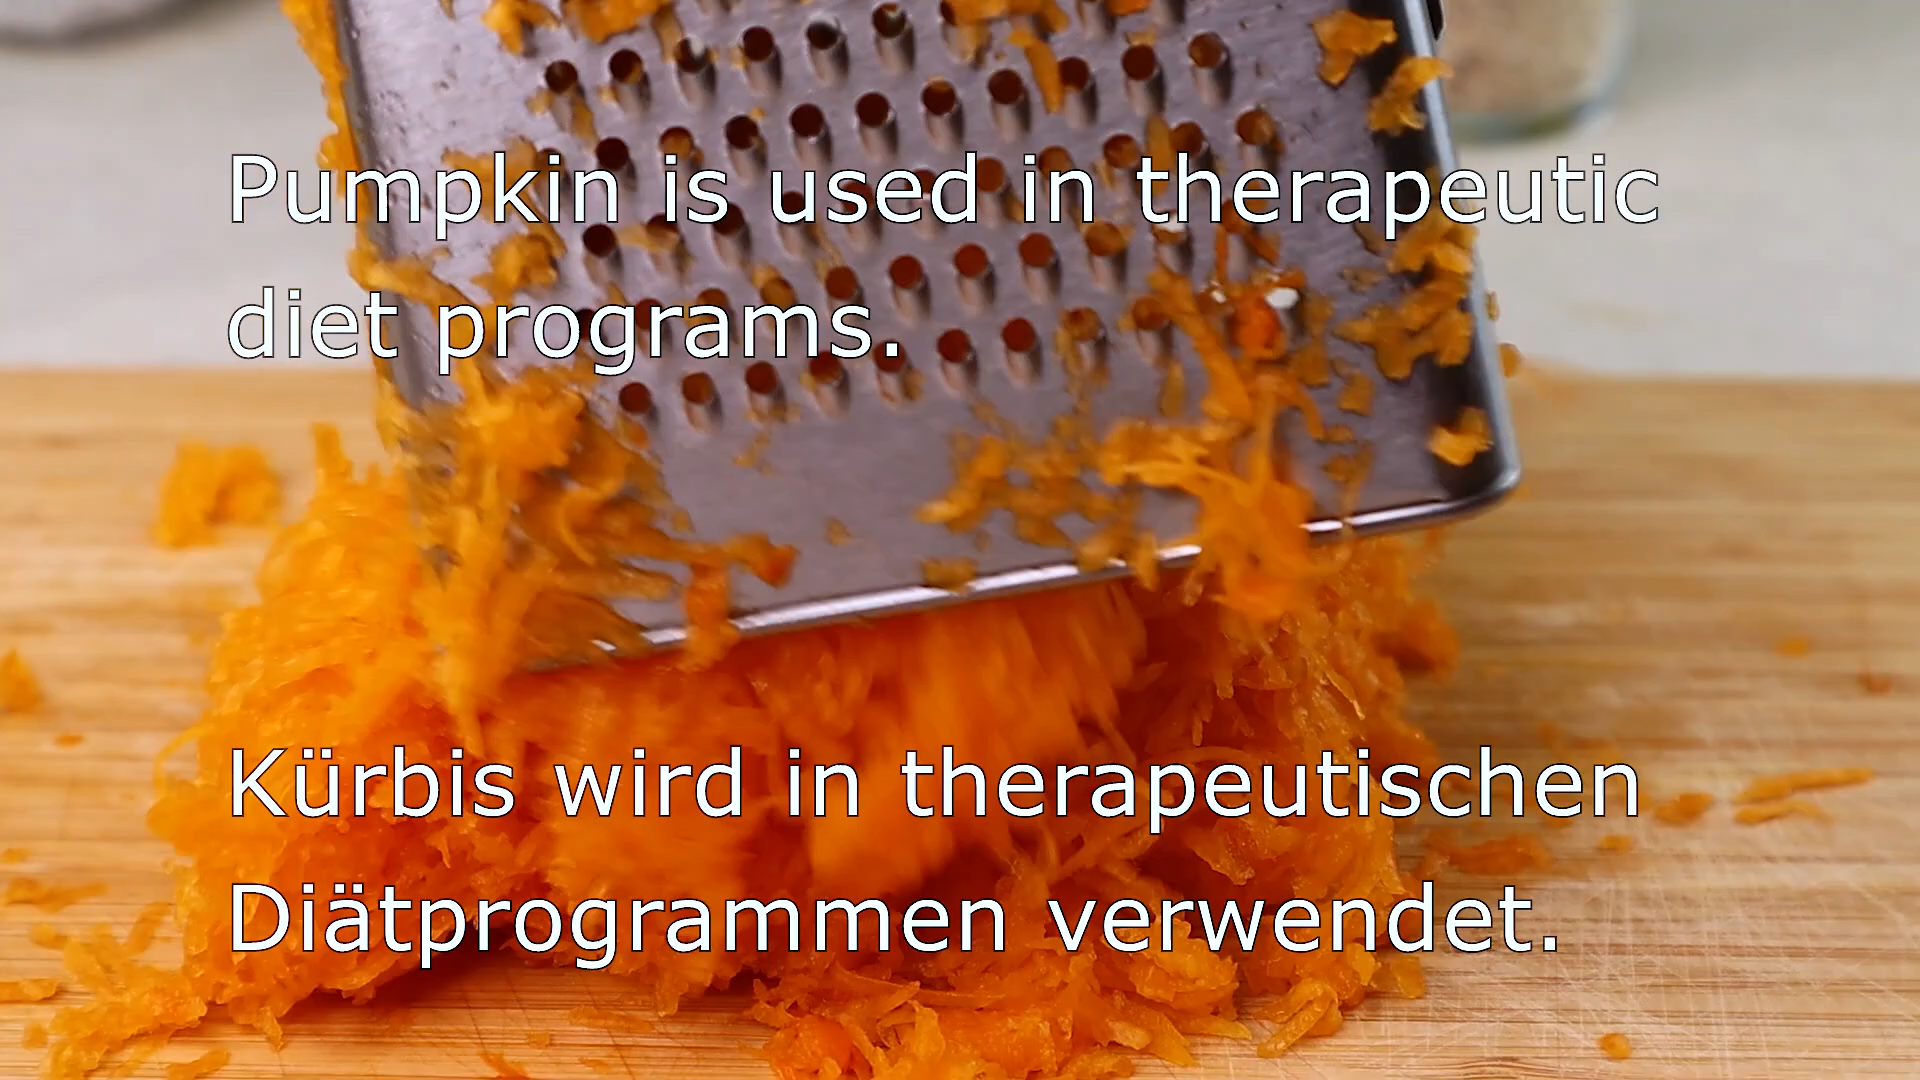 Pumpkin is used in therapeutic
diet programs.
Kürbis wird in therapeutischen
Diätprogrammen verwendet.